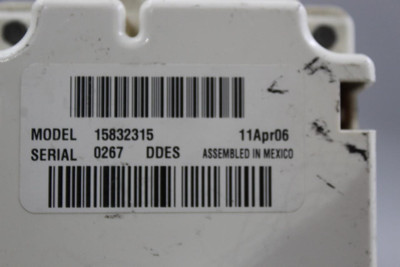 MODEL 15832315 11Apr06
SERIAL 0267 DDES ASSEMBLED IN MEXICO